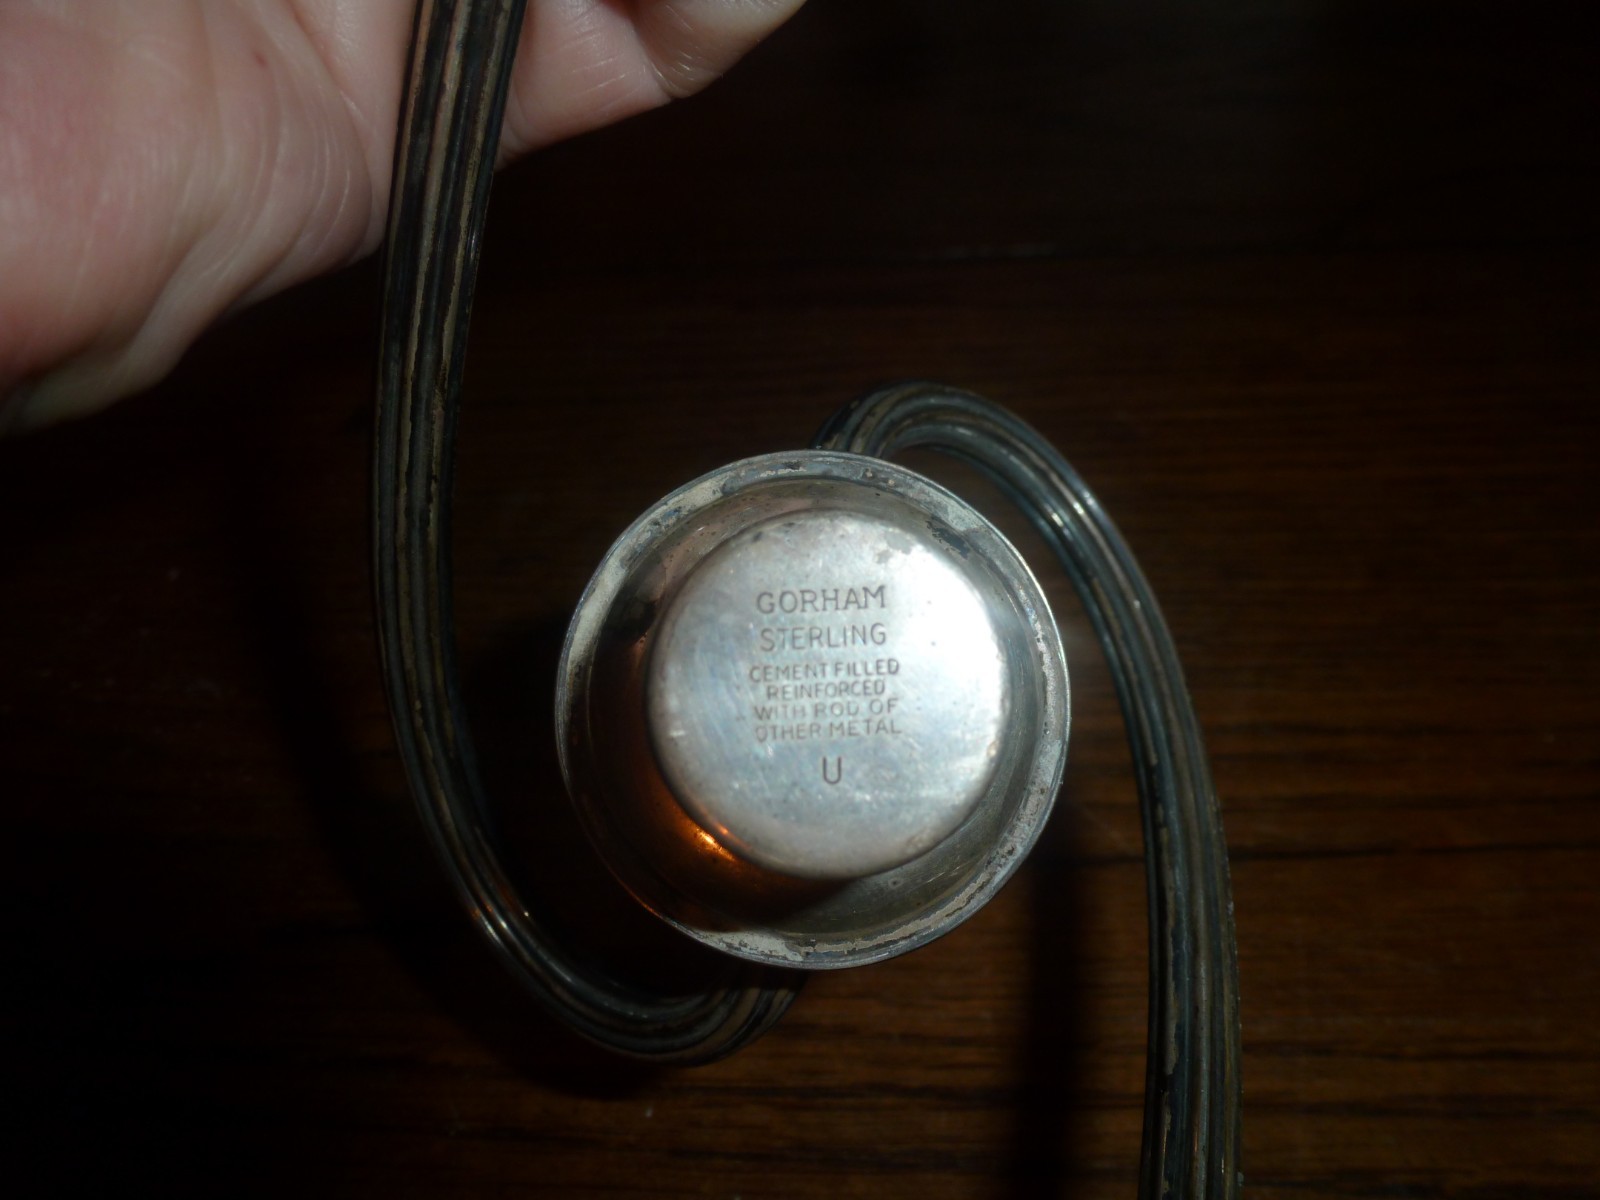 GORHAM
STERLING
CEMENT FILLED
REINFORCED
WITH ROD OF
OTHER METAL
U